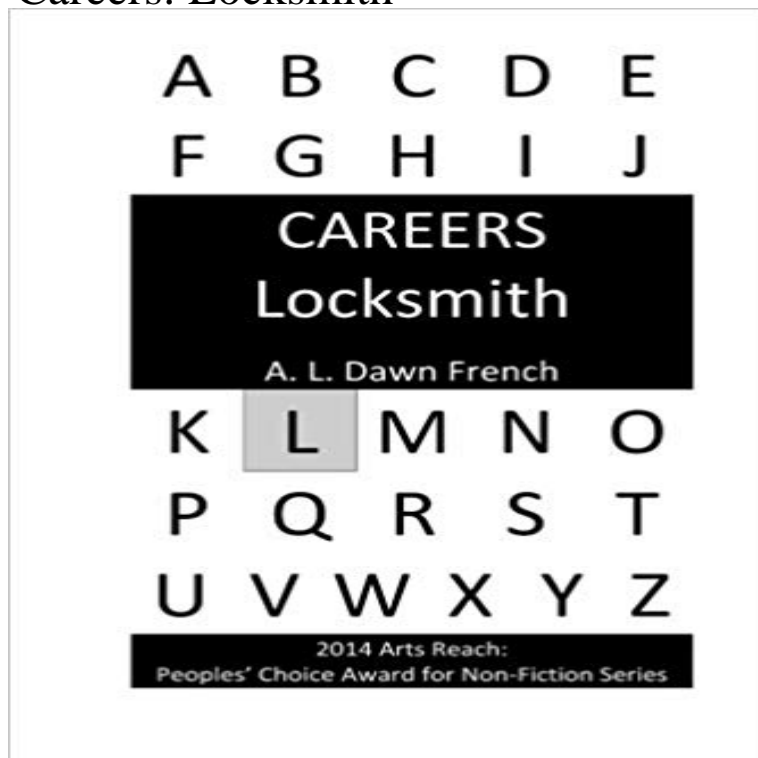 Careers: Locksmith
A B C D E
F G H I J
CAREERS
Locksmith
A. L. Dawn French
K L M N O
P Q R S T
U V W X Y Z
2014 Arts Reach:
Peoples' Choice Award for Non-Fiction Series